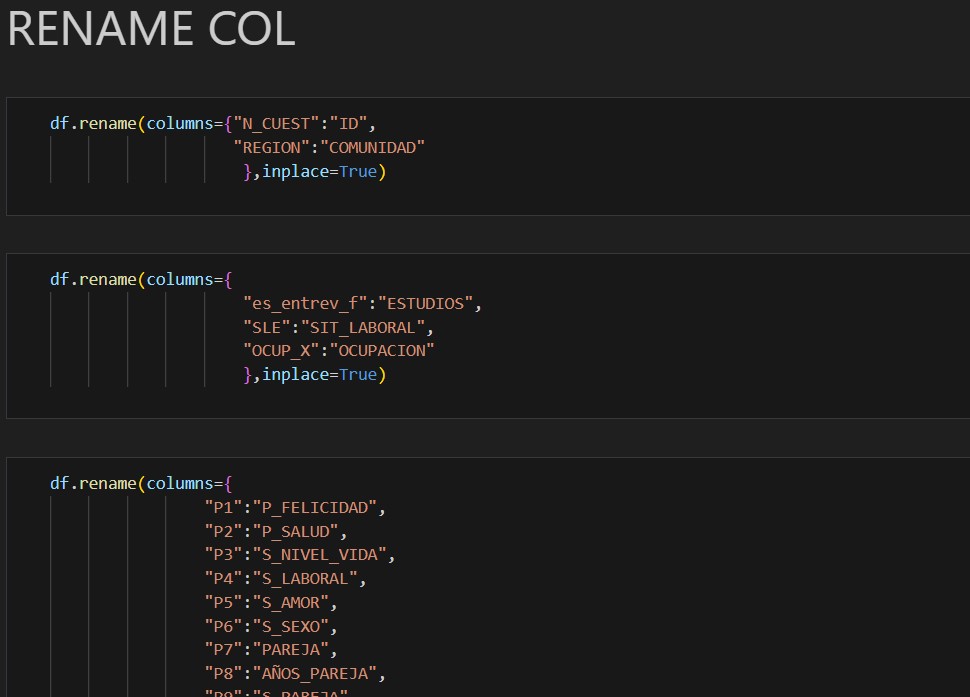 RENAME COL
df.rename(columns={"N_CUEST":"ID",
"REGION":"COMUNIDAD"
},inplace=True)
df.rename(columns={
"es_entrev_f":"ESTUDIOS",
"SLE":"SIT_LABORAL",
"OCUP_X":"OCUPACION"
},inplace=True)
df.rename(columns={
"P1":"P_FELICIDAD",
"P2":"P_SALUD",
"P3":"S_NIVEL_VIDA",
"P4":"S_LABORAL",
"P5":"S_AMOR",
"P6":"S_SEXO",
"P7":"PAREJA",
"P8":"AÑOS_PAREJA",
"P9":"S_PAREJA"